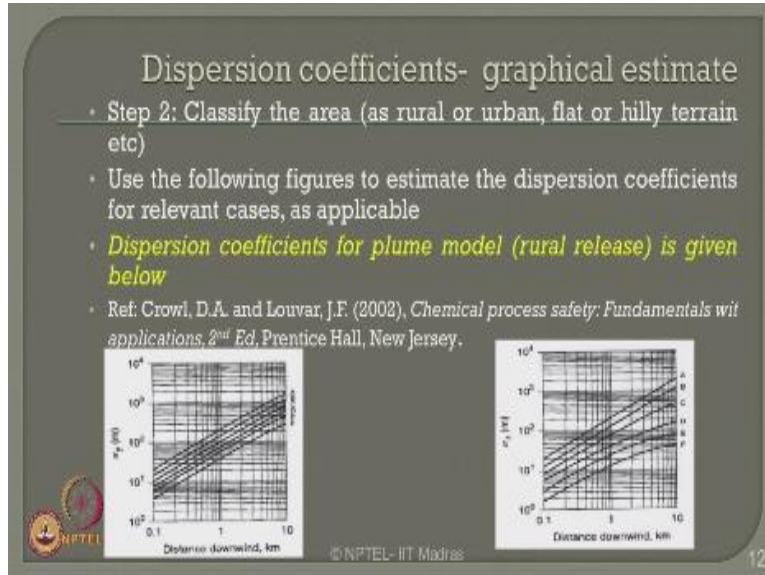 Dispersion coefficients- graphical estimate
• Step 2: Classify the area (as rural or urban, flat or hilly terrain
etc)
• Use the following figures to estimate the dispersion coefficients
for relevant cases, as applicable
• Dispersion coefficients for plume model (rural release) is given
below
• Ref: Crowl, D.A. and Louvar, J.F. (2002), Chemical process safety: Fundamentals wit
applications, 2nd Ed, Prentice Hall, New Jersey.
10⁴
10³
10²
10¹
10⁰
0.1 1 10
Distance downwind, km
10⁴
10³
10²
10¹
10⁰
A
B
C
D
E
F
0.1 1 10
Distance downwind, km
NPTEL
© NPTEL- IIT Madras
12